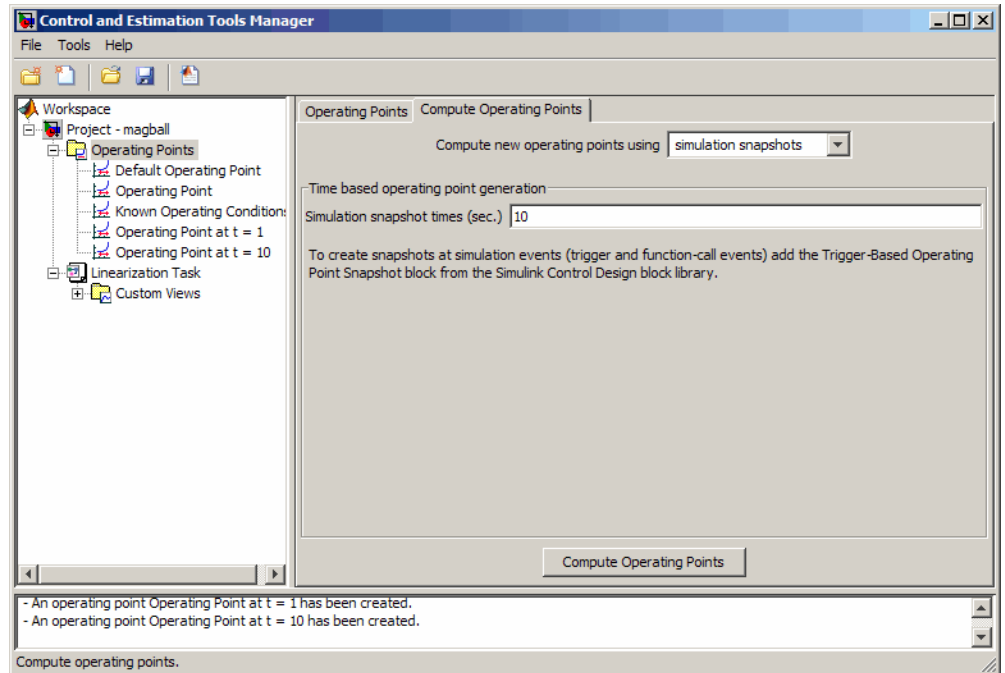 Control and Estimation Tools Manager
File Tools Help
Workspace
Project - magball
Operating Points
Default Operating Point
Operating Point
Known Operating Condition
Operating Point at t = 1
Operating Point at t = 10
Linearization Task
Custom Views
Operating Points Compute Operating Points
Compute new operating points using simulation snapshots
Time based operating point generation
Simulation snapshot times (sec.) 10
To create snapshots at simulation events (trigger and function-call events) add the Trigger-Based Operating
Point Snapshot block from the Simulink Control Design block library.
Compute Operating Points
- An operating point Operating Point at t = 1 has been created.
- An operating point Operating Point at t = 10 has been created.
Compute operating points.